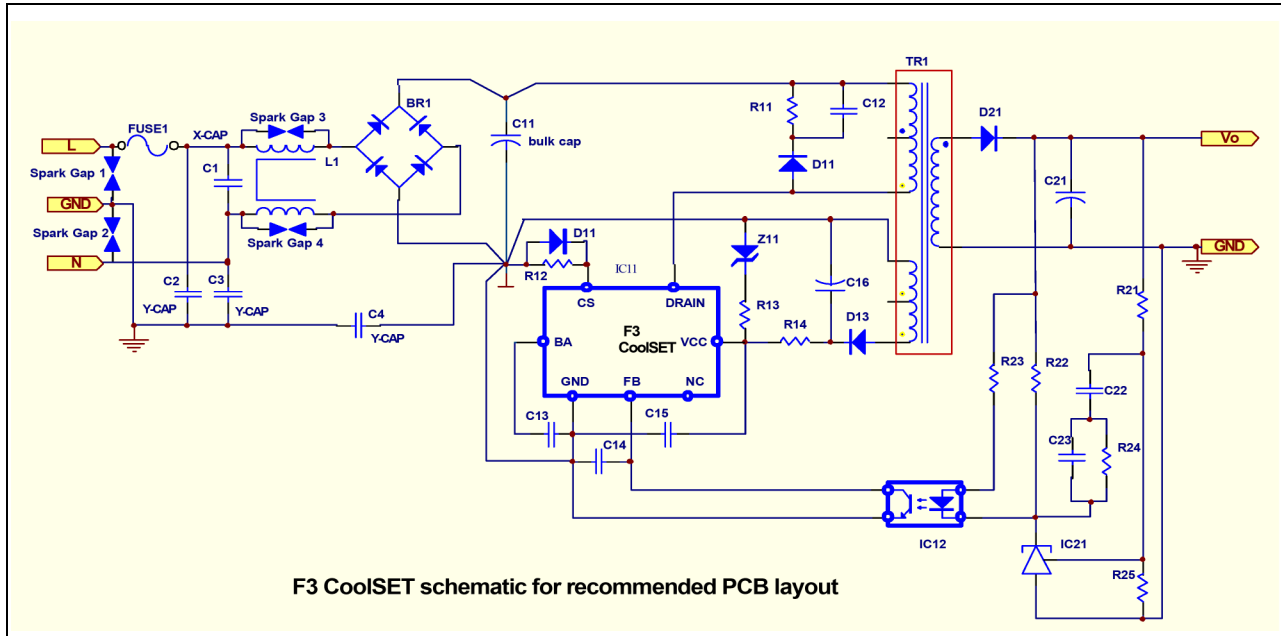 TR1
BR1
R11
C12
D21
FUSE1
Spark Gap 3
X-CAP
C11
bulk cap
L
Vo
L1
C1
Spark Gap 1
D11
C21
GND
Spark Gap 2
Spark Gap 4
D11
Z11
GND
N
R12
IC11
C2
C3
CS
DRAIN
C16
R21
Y-CAP
Y-CAP
C4
Y-CAP
R13
F3
CoolSET
BA
VCC
R14
D13
R23
R22
GND
FB
NC
C22
C13
C15
C14
C23
R24
IC12
IC21
R25
F3 CoolSET schematic for recommended PCB layout